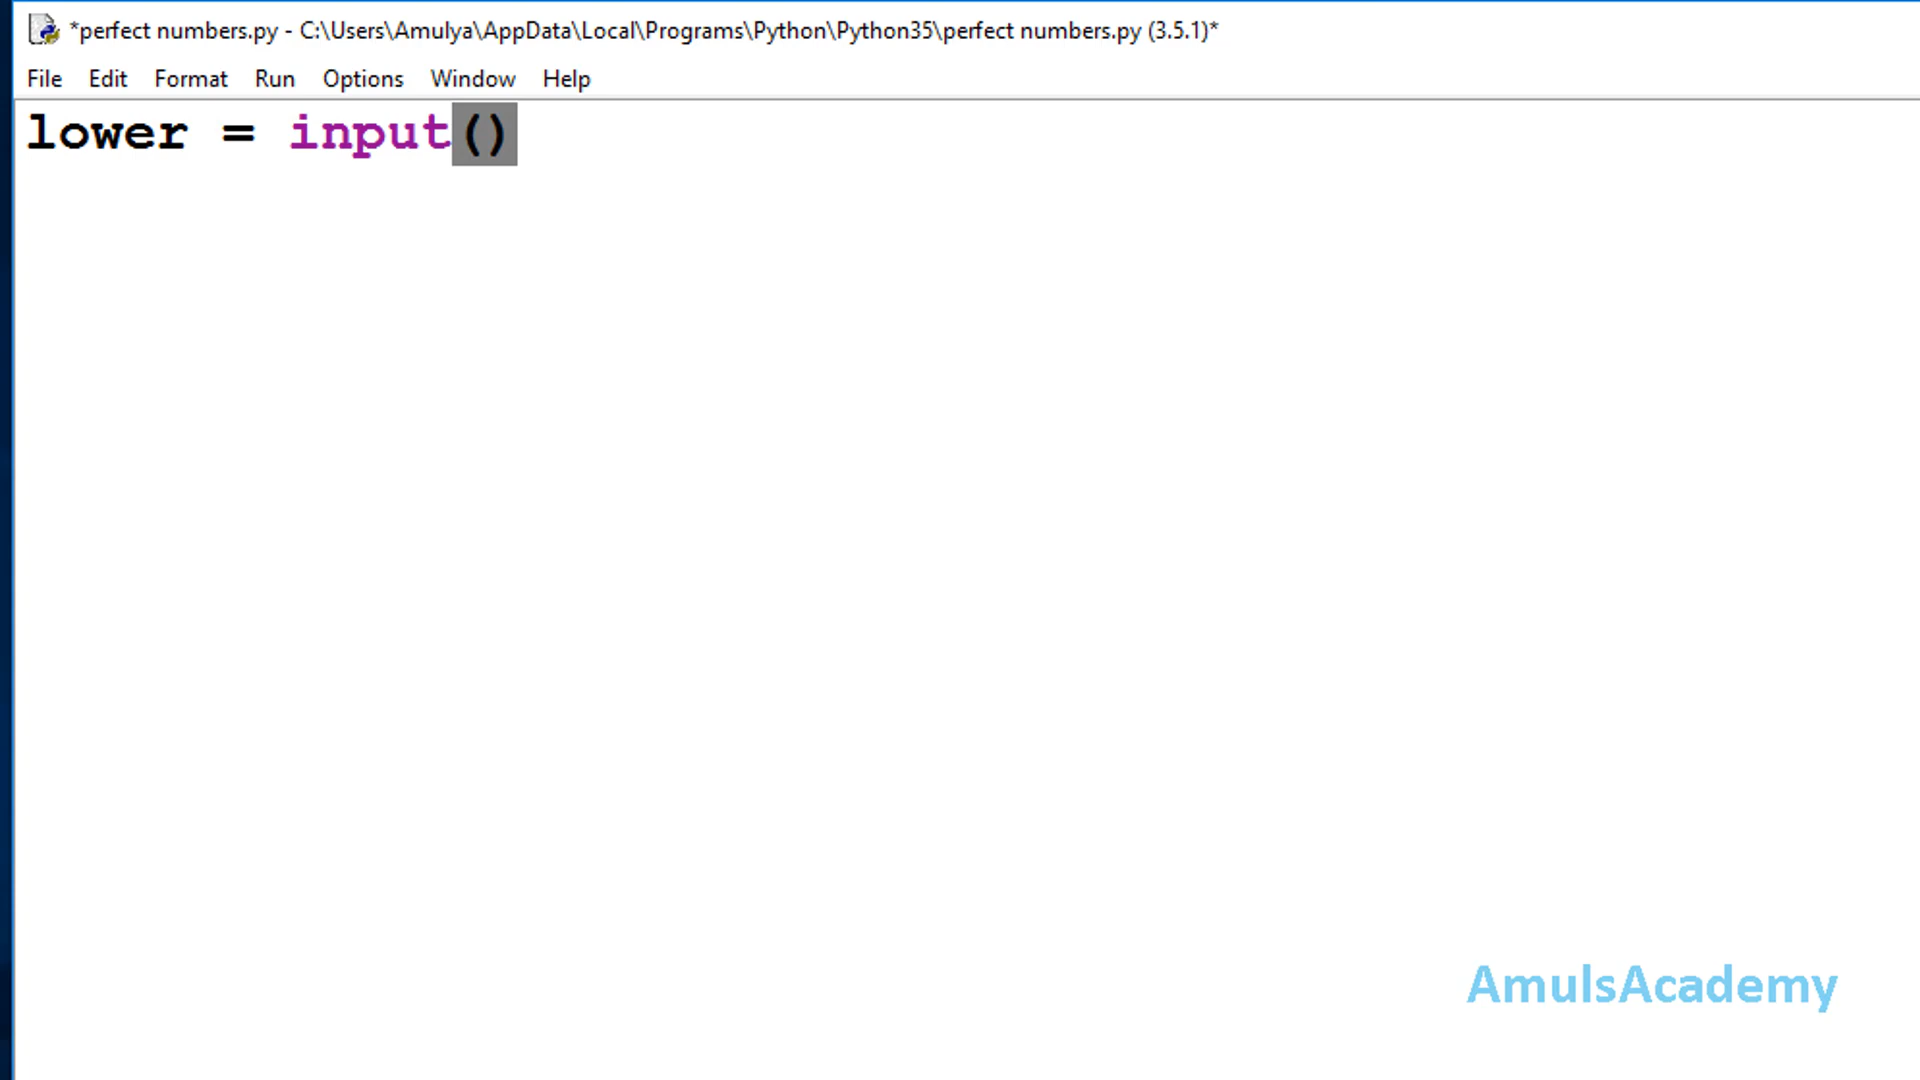 *perfect numbers.py - C:\Users\Amulya\AppData\Local\Programs\Python\Python35\perfect numbers.py (3.5.1)*
File Edit Format Run Options Window Help
lower = input()
AmulsAcademy